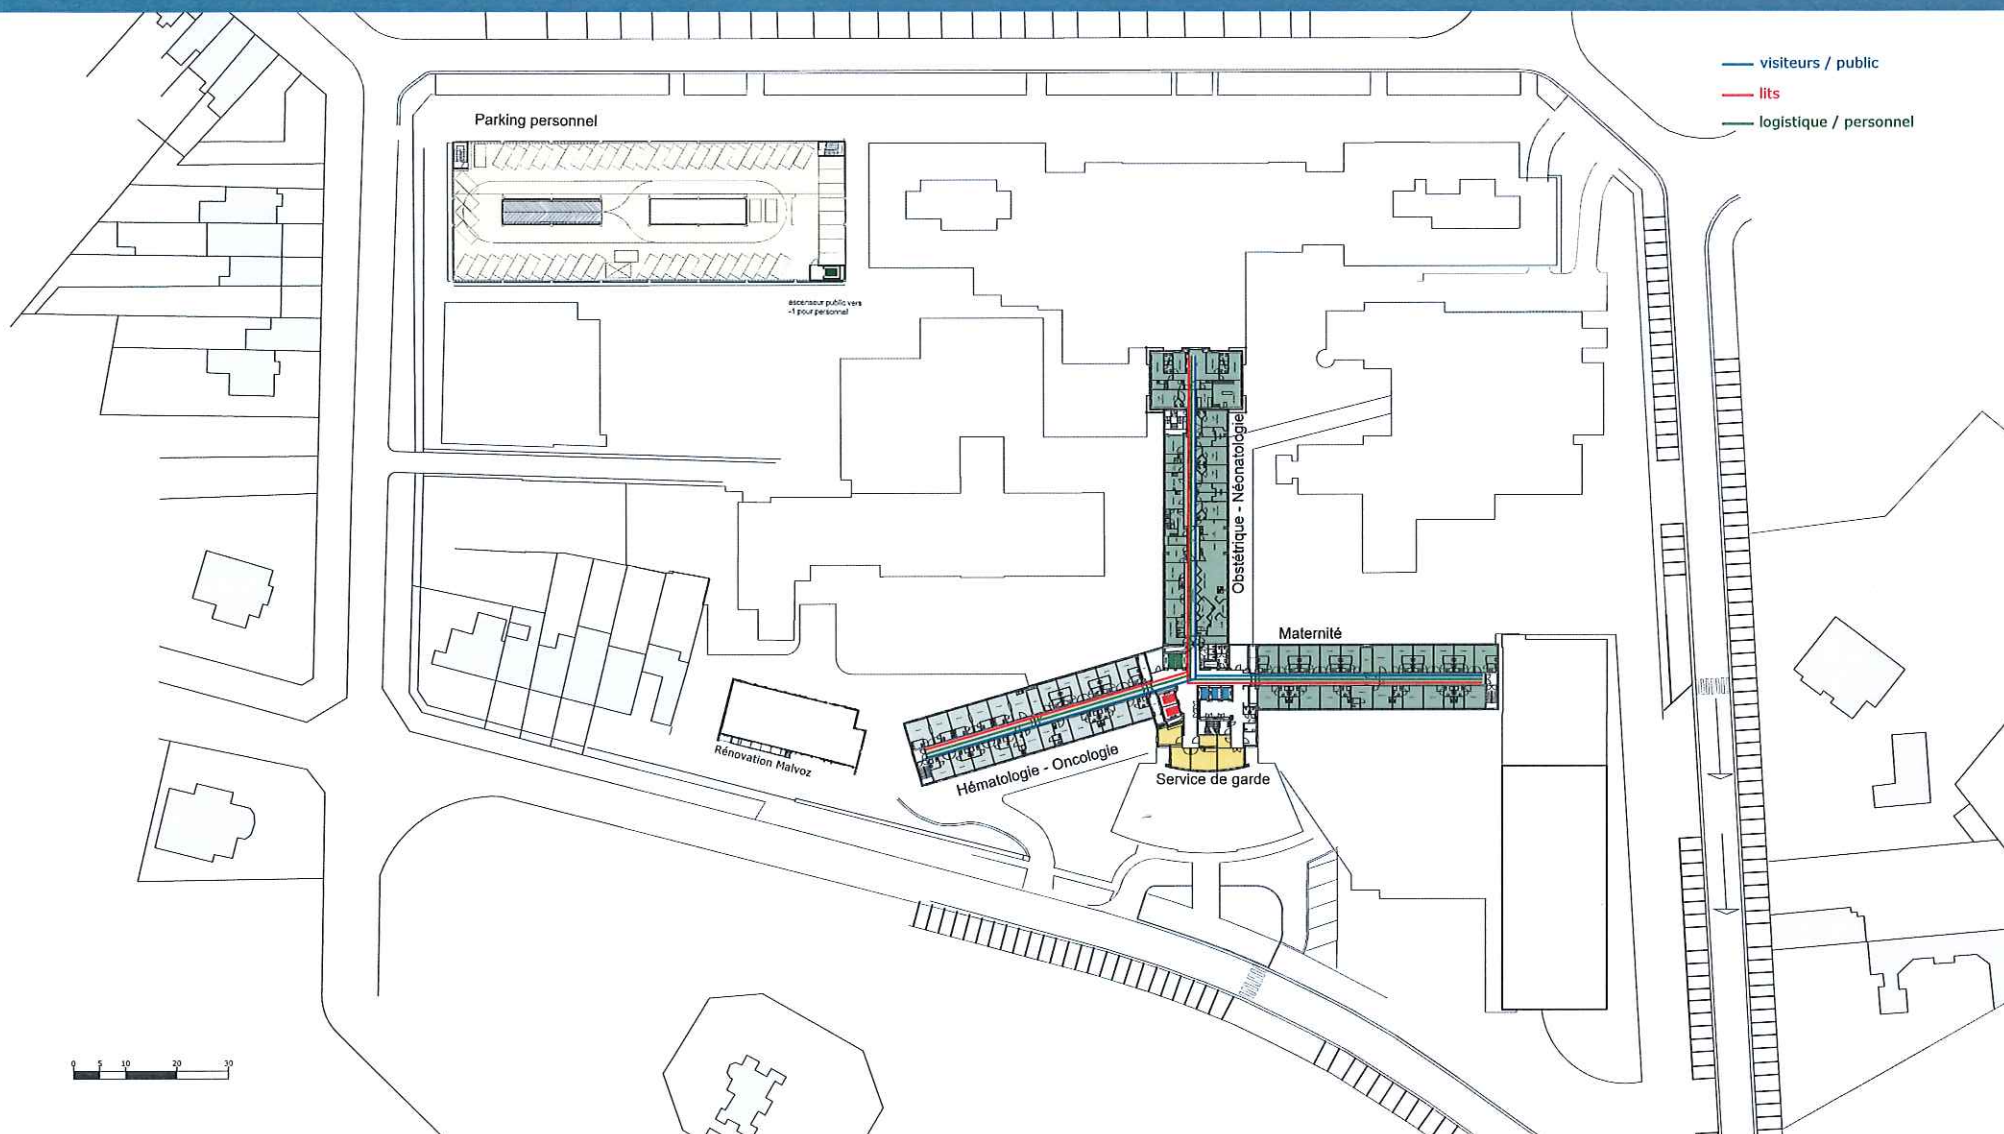 visiteurs / public
lits
logistique / personnel
Parking personnel
ascenseur public vers
-1 pour personnel
Obstétrique - Néonatologie
Maternité
Hématologie - Oncologie
Rénovation Malvoz
Service de garde
0 5 10 20 30